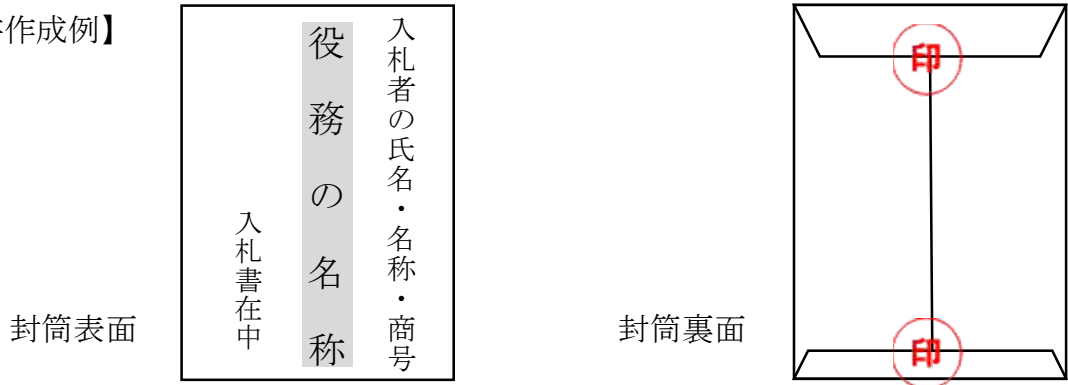 作成例】
入札者の氏名・名称・商号
役務の名称
入札書在中
封筒表面
印
封筒裏面
印